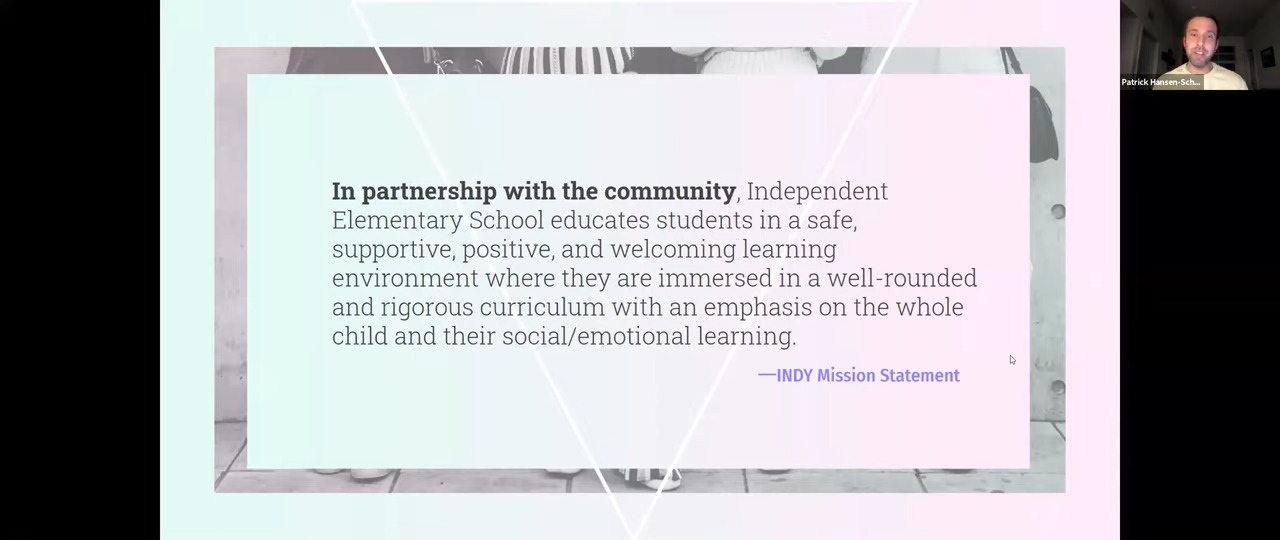 In partnership with the community, Independent
Elementary School educates students in a safe,
supportive, positive, and welcoming learning
environment where they are immersed in a well-rounded
and rigorous curriculum with an emphasis on the whole
child and their social/emotional learning.
—INDY Mission Statement
Patrick Hansen-Sch...